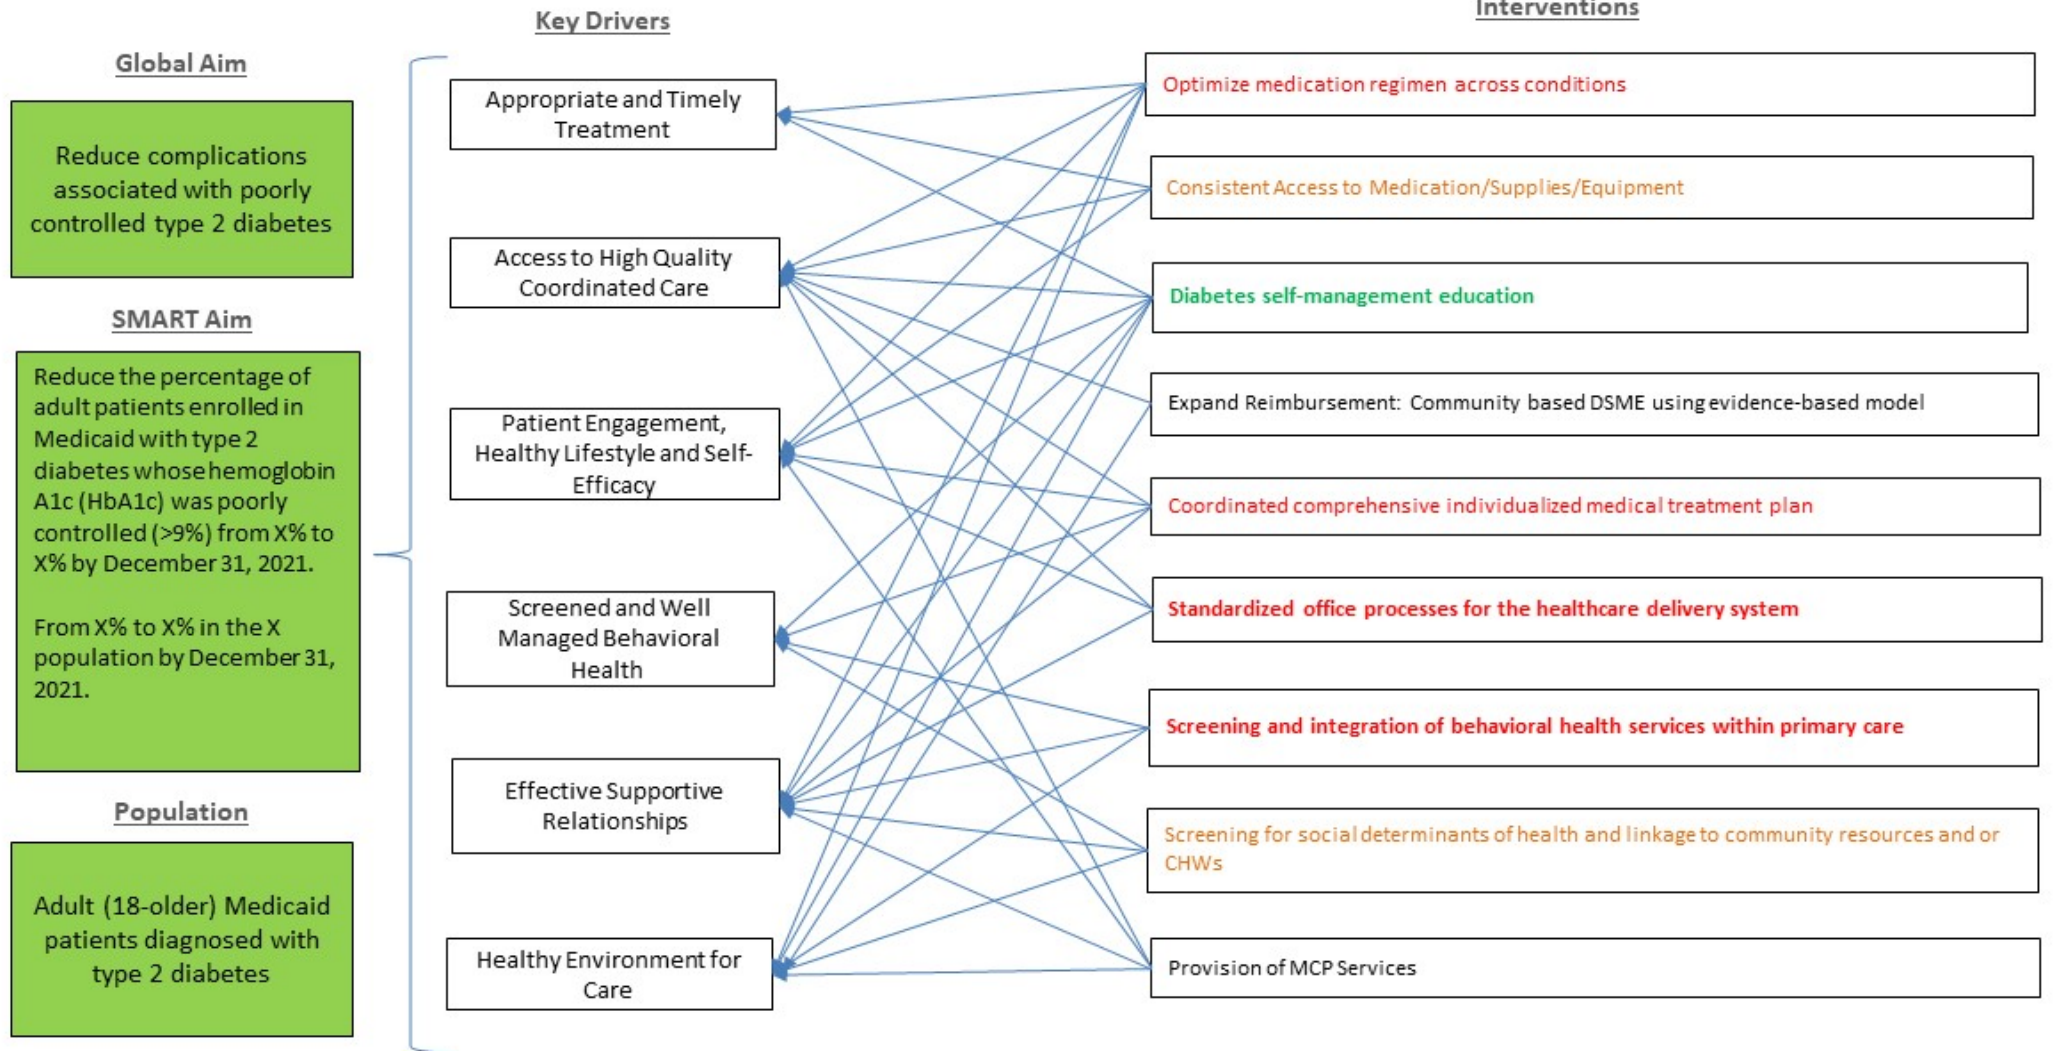 Global Aim
Reduce complications
associated with poorly
controlled type 2 diabetes
SMART Aim
Reduce the percentage of
adult patients enrolled in
Medicaid with type 2
diabetes whose hemoglobin
A1c (HbA1c) was poorly
controlled (>9%) from X% to
X% by December 31, 2021.
From X% to X% in the X
population by December 31,
2021.
Population
Adult (18-older) Medicaid
patients diagnosed with
type 2 diabetes
Key Drivers
Appropriate and Timely
Treatment
Access to High Quality
Coordinated Care
Patient Engagement,
Healthy Lifestyle and Self-
Efficacy
Screened and Well
Managed Behavioral
Health
Effective Supportive
Relationships
Healthy Environment for
Care
Interventions
Optimize medication regimen across conditions
Consistent Access to Medication/Supplies/Equipment
Diabetes self-management education
Expand Reimbursement: Community based DSME using evidence-based model
Coordinated comprehensive individualized medical treatment plan
Standardized office processes for the healthcare delivery system
Screening and integration of behavioral health services within primary care
Screening for social determinants of health and linkage to community resources and or
CHWs
Provision of MCP Services